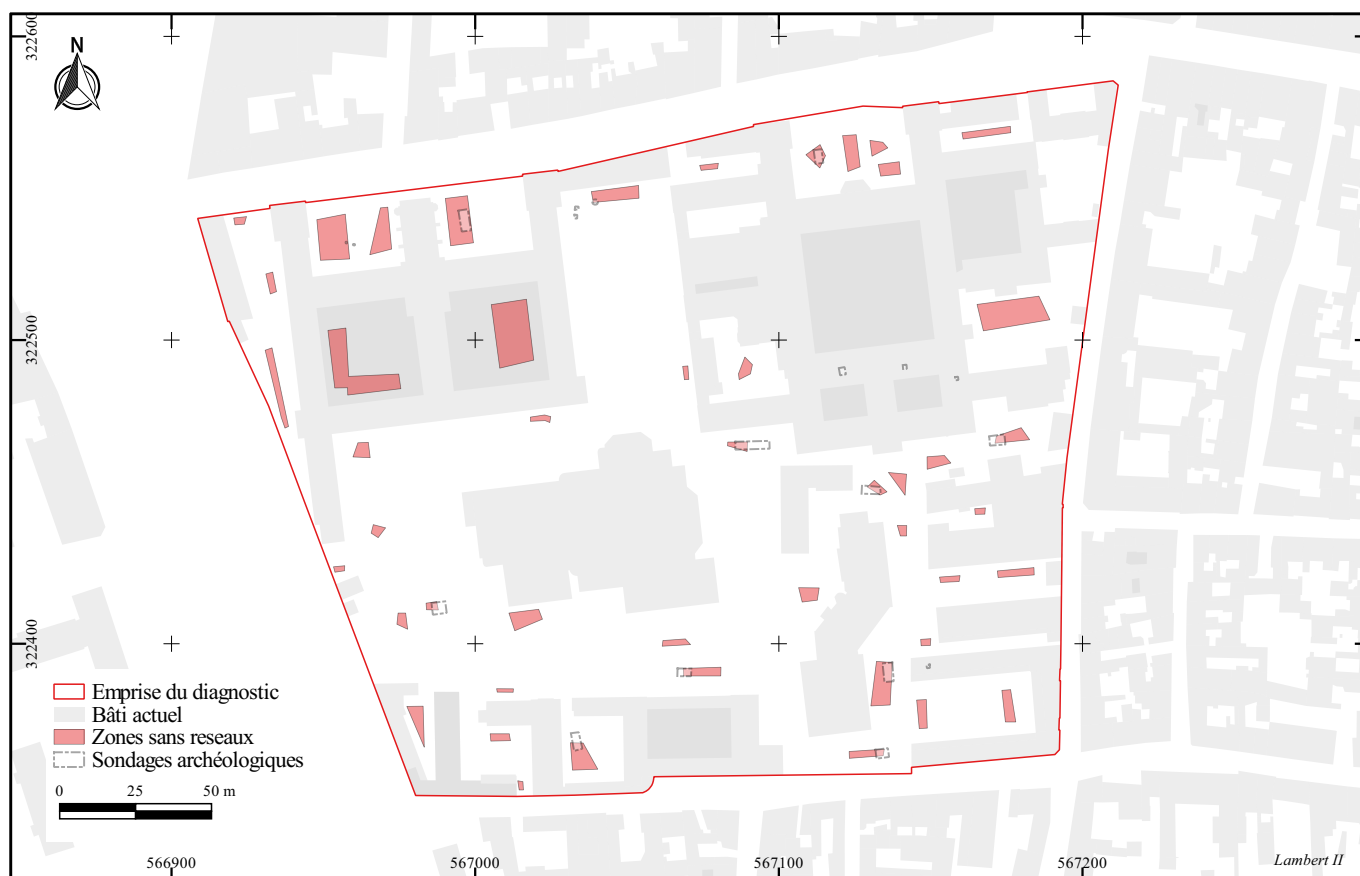 322600
N
322500
322400
Emprise du diagnostic
Bâti actuel
Zones sans reseaux
Sondages archéologiques
0 25 50 m
566900 567000 567100 567200
Lambert II